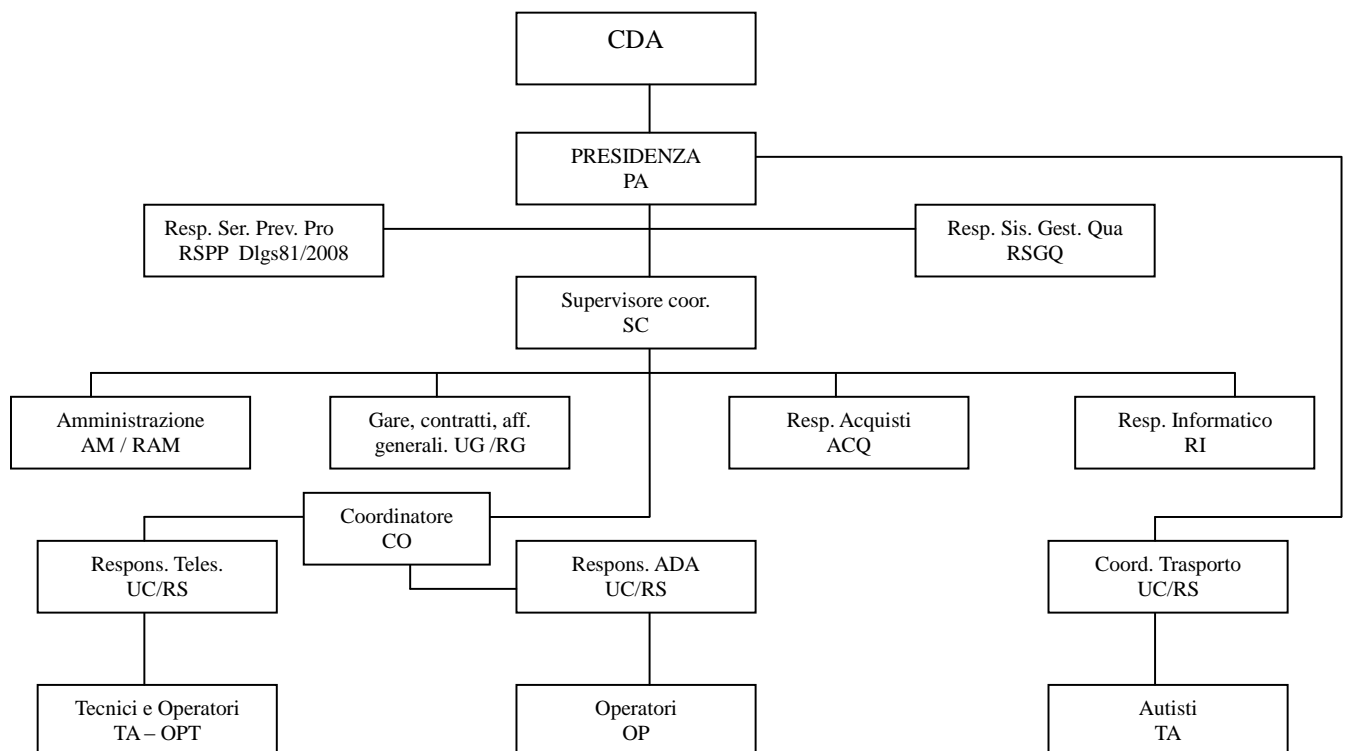 CDA
PRESIDENZA
PA
Resp. Ser. Prev. Pro
RSPP Dlgs81/2008
Resp. Sis. Gest. Qua
RSGQ
Supervisore coor.
SC
Amministrazione
AM / RAM
Gare, contratti, aff.
generali. UG /RG
Resp. Acquisti
ACQ
Resp. Informatico
RI
Coordinatore
CO
Respons. Teles.
UC/RS
Respons. ADA
UC/RS
Coord. Trasporto
UC/RS
Tecnici e Operatori
TA – OPT
Operatori
OP
Autisti
TA